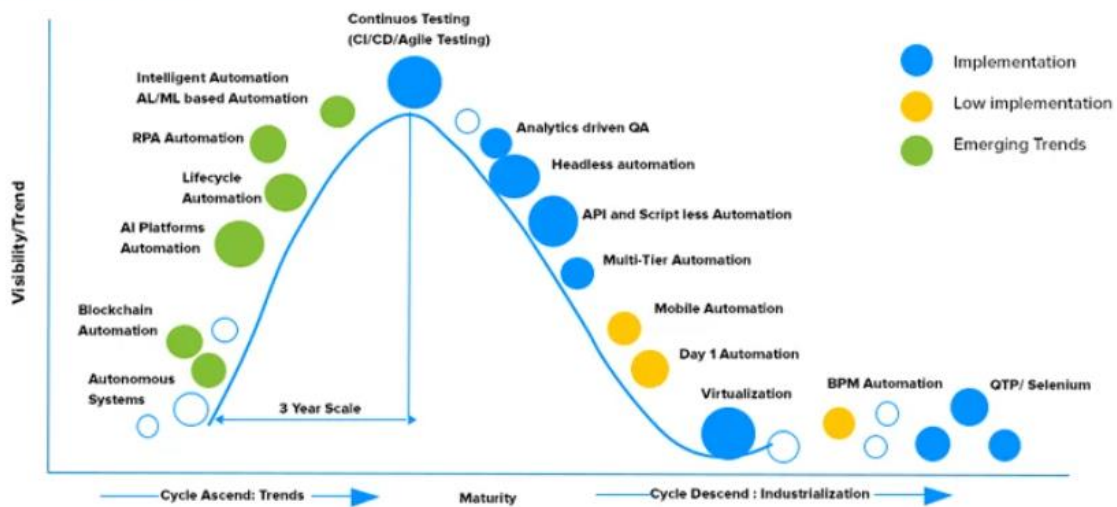 Continuos Testing
(CI/CD/Agile Testing)
Intelligent Automation
AL/ML based Automation
RPA Automation
Lifecycle
Automation
AI Platforms
Automation
Blockchain
Automation
Autonomous
Systems
Analytics driven QA
Headless automation
API and Script less Automation
Multi-Tier Automation
Mobile Automation
Day 1 Automation
Virtualization
BPM Automation
QTP/ Selenium
3 Year Scale
Implementation
Low implementation
Emerging Trends
Visibility/Trend
Cycle Ascend: Trends
Maturity
Cycle Descend : Industrialization